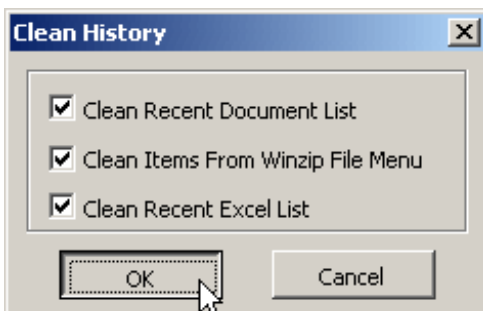 Clean History
Clean Recent Document List
Clean Items From Winzip File Menu
Clean Recent Excel List
OK Cancel